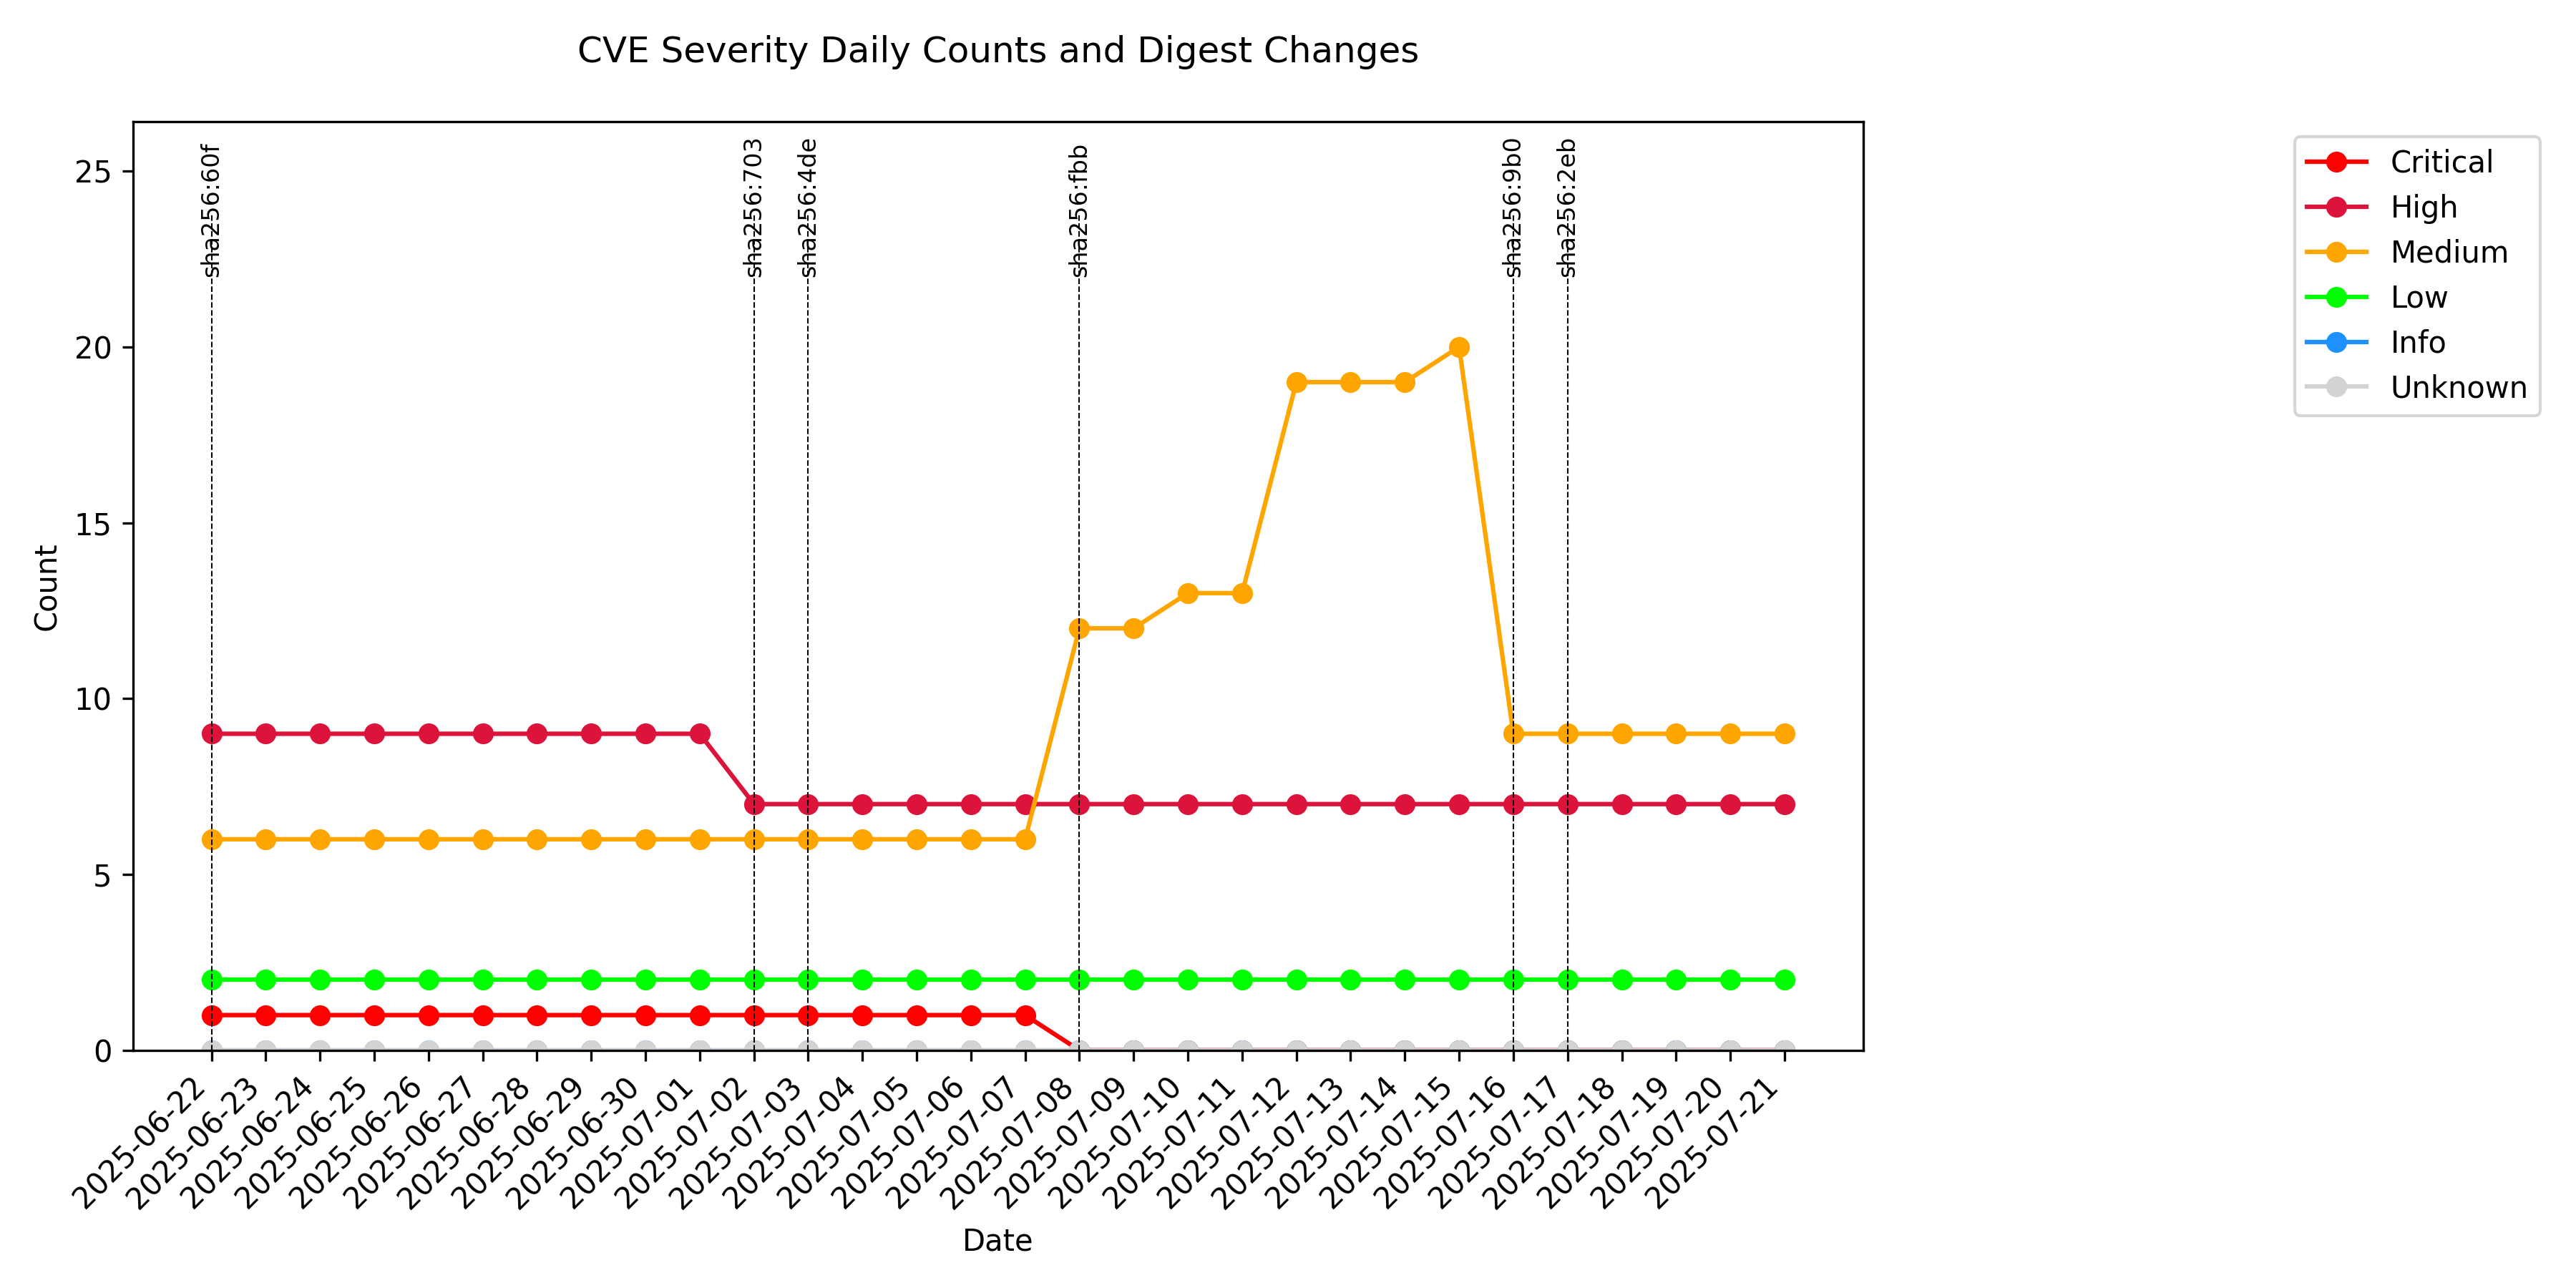 CVE Severity Daily Counts and Digest Changes
sha256:60f
sha256:703
sha256:4de
sha256:fbb
sha256:9b0
sha256:2eb
Critical
High
Medium
Low
Info
Unknown
25
20
15
10
5
0
Count
2025-06-22
2025-06-23
2025-06-24
2025-06-25
2025-06-26
2025-06-27
2025-06-28
2025-06-29
2025-06-30
2025-07-01
2025-07-02
2025-07-03
2025-07-04
2025-07-05
2025-07-06
2025-07-07
2025-07-08
2025-07-09
2025-07-10
2025-07-11
2025-07-12
2025-07-13
2025-07-14
2025-07-15
2025-07-16
2025-07-17
2025-07-18
2025-07-19
2025-07-20
2025-07-21
Date